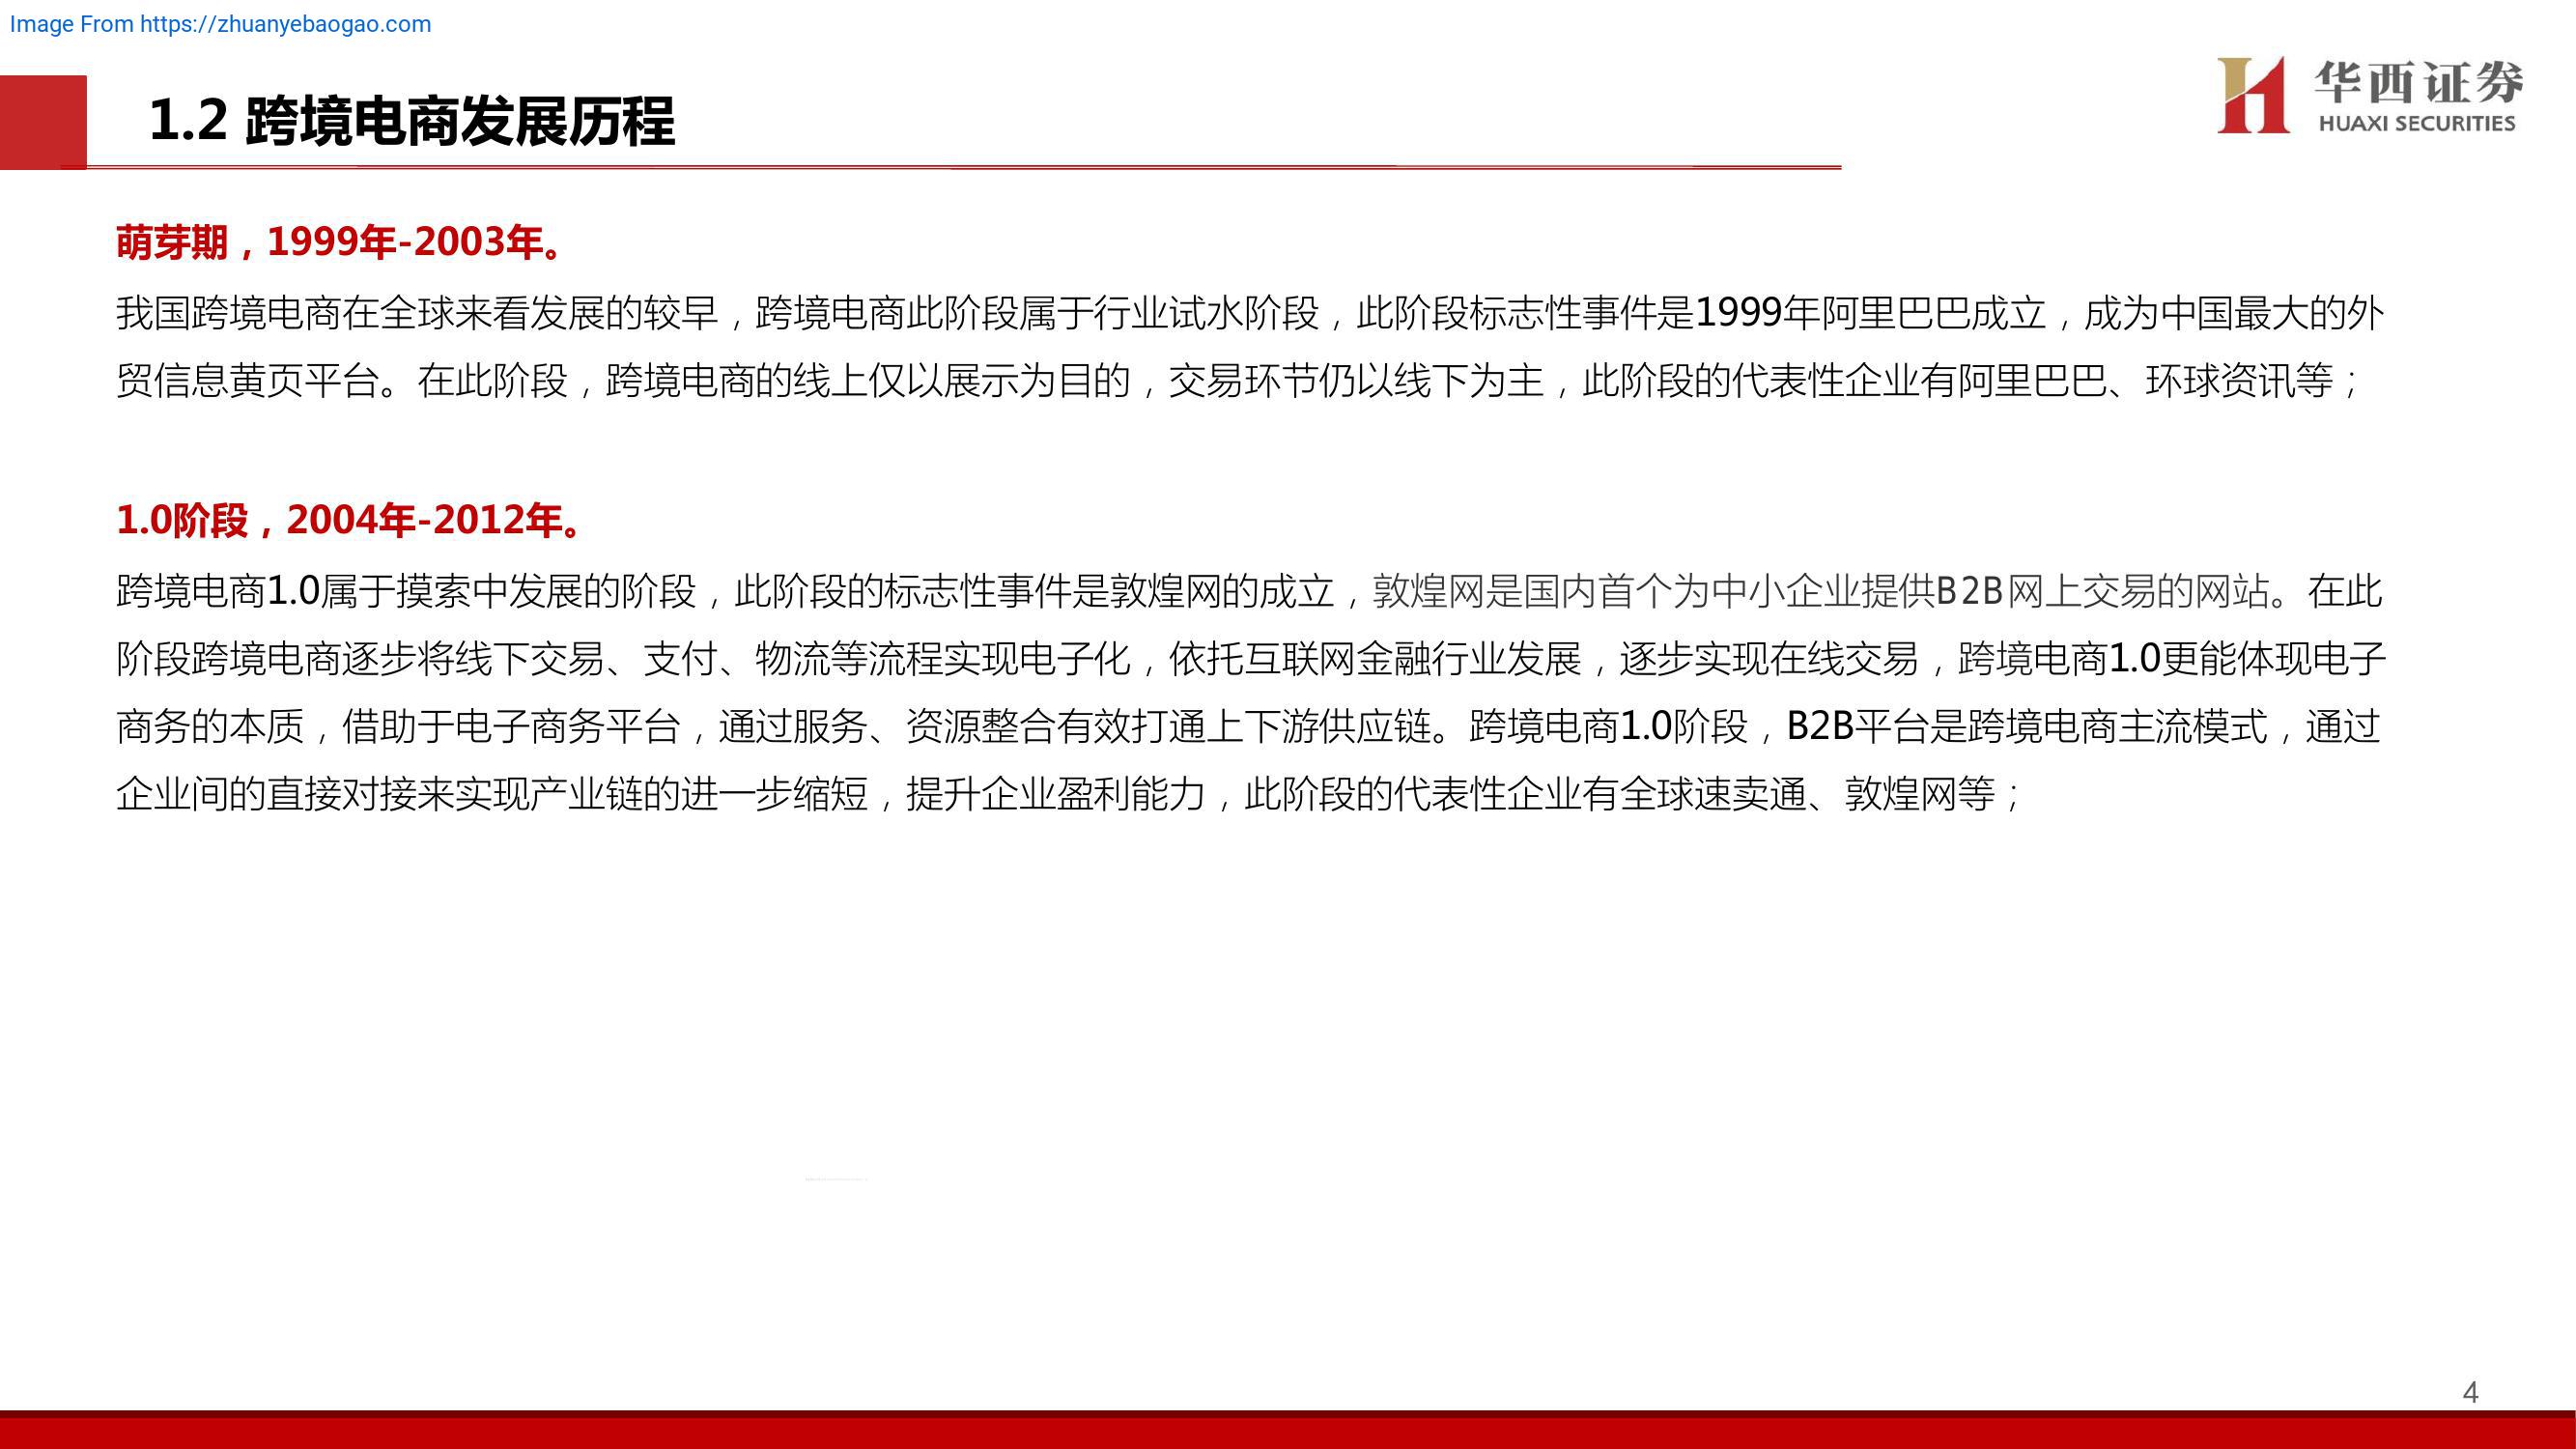 Image From https://zhuanyebaogao.com
华西证券
HUAXI SECURITIES
1.2 跨境电商发展历程
萌芽期，1999年-2003年。
我国跨境电商在全球来看发展的较早，跨境电商此阶段属于行业试水阶段，此阶段标志性事件是1999年阿里巴巴成立，成为中国最大的外
贸信息黄页平台。在此阶段，跨境电商的线上仅以展示为目的，交易环节仍以线下为主，此阶段的代表性企业有阿里巴巴、环球资讯等；
1.0阶段，2004年-2012年。
跨境电商1.0属于摸索中发展的阶段，此阶段的标志性事件是敦煌网的成立，敦煌网是国内首个为中小企业提供B2B网上交易的网站。在此
阶段跨境电商逐步将线下交易、支付、物流等流程实现电子化，依托互联网金融行业发展，逐步实现在线交易，跨境电商1.0更能体现电子
商务的本质，借助于电子商务平台，通过服务、资源整合有效打通上下游供应链。跨境电商1.0阶段，B2B平台是跨境电商主流模式，通过
企业间的直接对接来实现产业链的进一步缩短，提升企业盈利能力，此阶段的代表性企业有全球速卖通、敦煌网等；
4